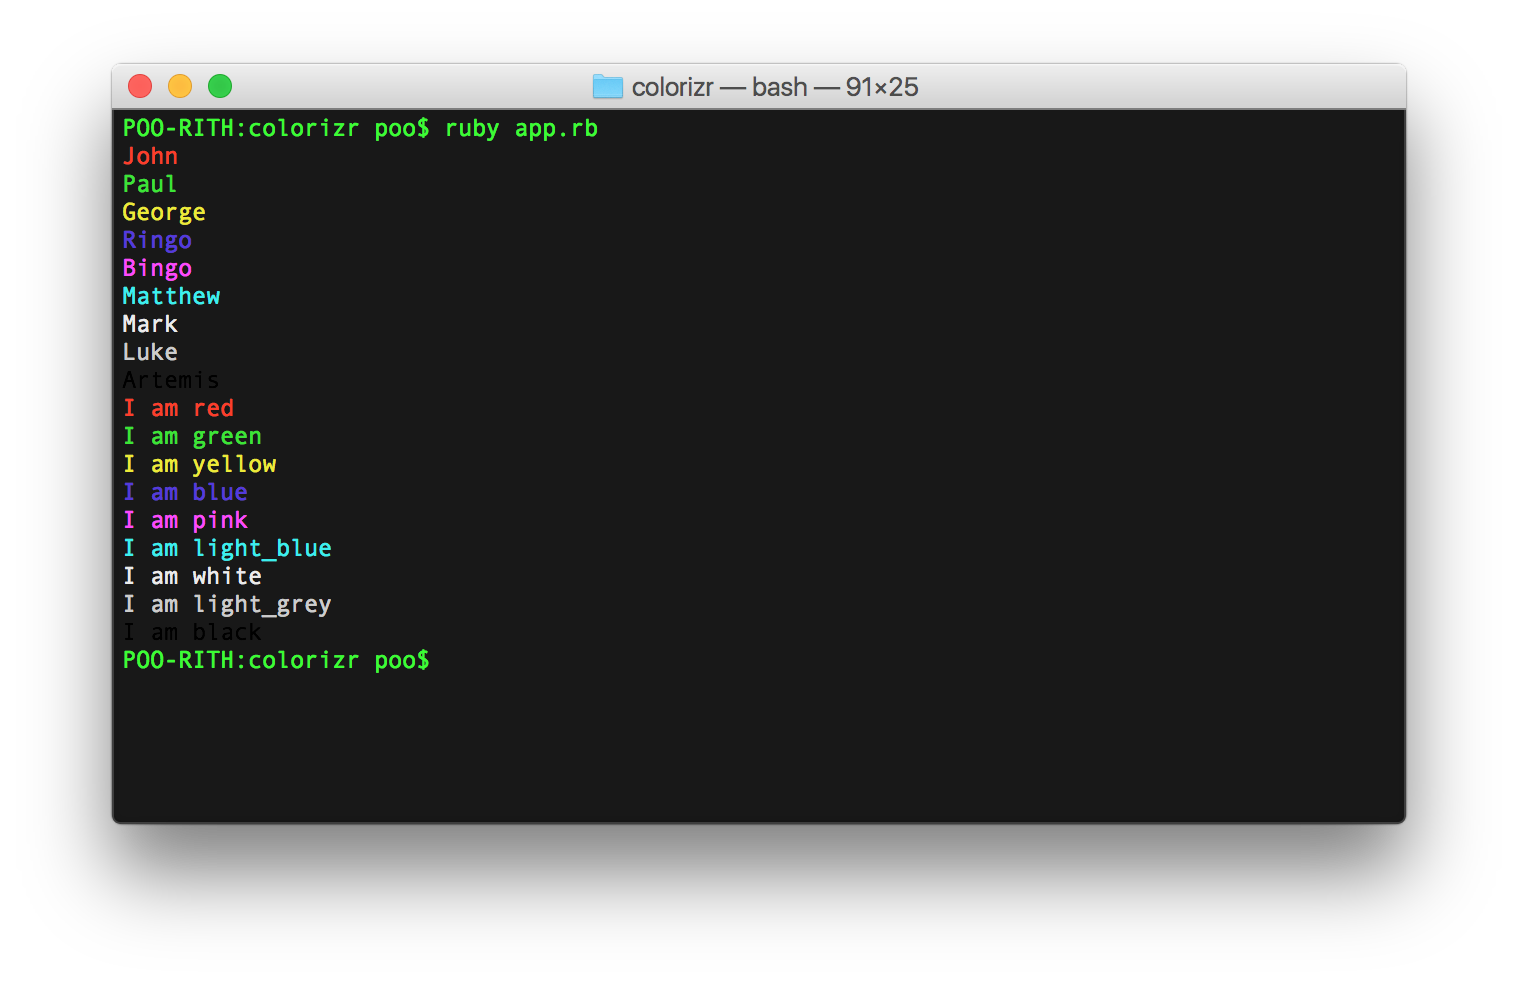 colorizr — bash — 91×25
POO-RITH:colorizr poo$ ruby app.rb
John
Paul
George
Ringo
Bingo
Matthew
Mark
Luke
Artemis
I am red
I am green
I am yellow
I am blue
I am pink
I am light_blue
I am white
I am light_grey
I am black
POO-RITH:colorizr poo$